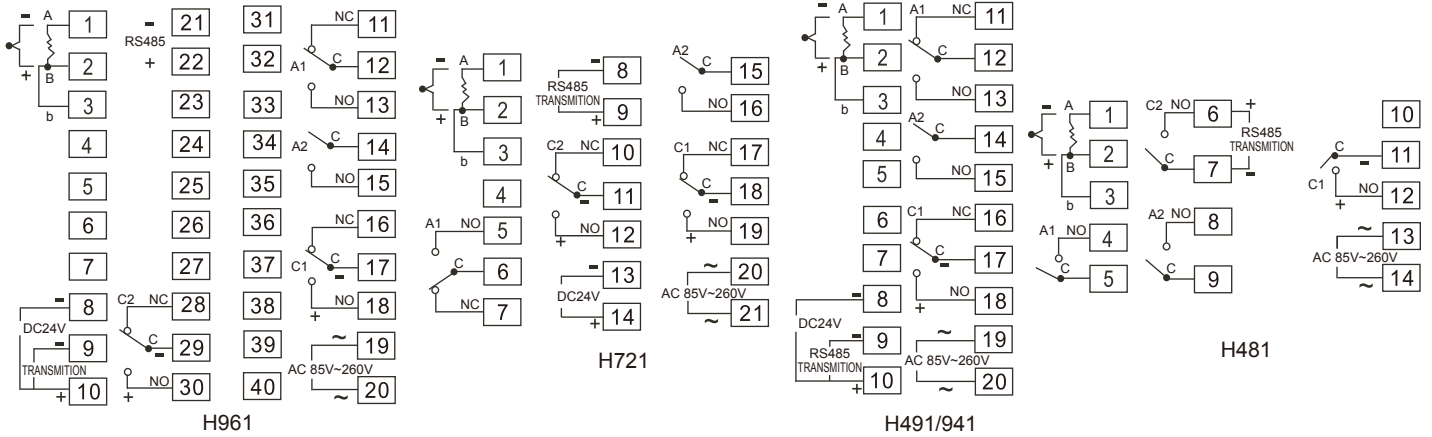 H961
- A 1
+ B 2
b 3
4
5
6
7
- 8
DC24V
- 9
TRANSMITION
+ 10
- 21
RS485
+ 22
23
24
25
26
27
C2 NC 28
C - 29
+ NO 30
31
32
33
34
35
36
37
38
39
40
NC 11
A1 C 12
NO 13
A2 C 14
NO 15
NC 16
C1 C - 17
+ NO 18
~ 19
AC 85V~260V
~ 20
H721
- A 1
+ B 2
b 3
4
A1 NO 5
C 6
NC 7
- 8
RS485
TRANSMITION
+ 9
C2 NC 10
C - 11
+ NO 12
- 13
DC24V
+ 14
A2 C 15
NO 16
C1 NC 17
C - 18
+ NO 19
~ 20
AC 85V~260V
~ 21
H491/941
- A 1
+ B 2
b 3
4
5
6
7
- 8
DC24V
- 9
RS485
TRANSMITION
+ 10
A1 NC 11
C 12
NO 13
A2 C 14
NO 15
C1 NC 16
C - 17
+ NO 18
~ 19
AC 85V~260V
~ 20
H481
- A 1
+ B 2
b 3
A1 NO 4
C 5
C2 NO 6 +
RS485
TRANSMITION
C 7 -
A2 NO 8
C 9
10
C - 11
C1 + NO 12
~ 13
AC 85V~260V
~ 14